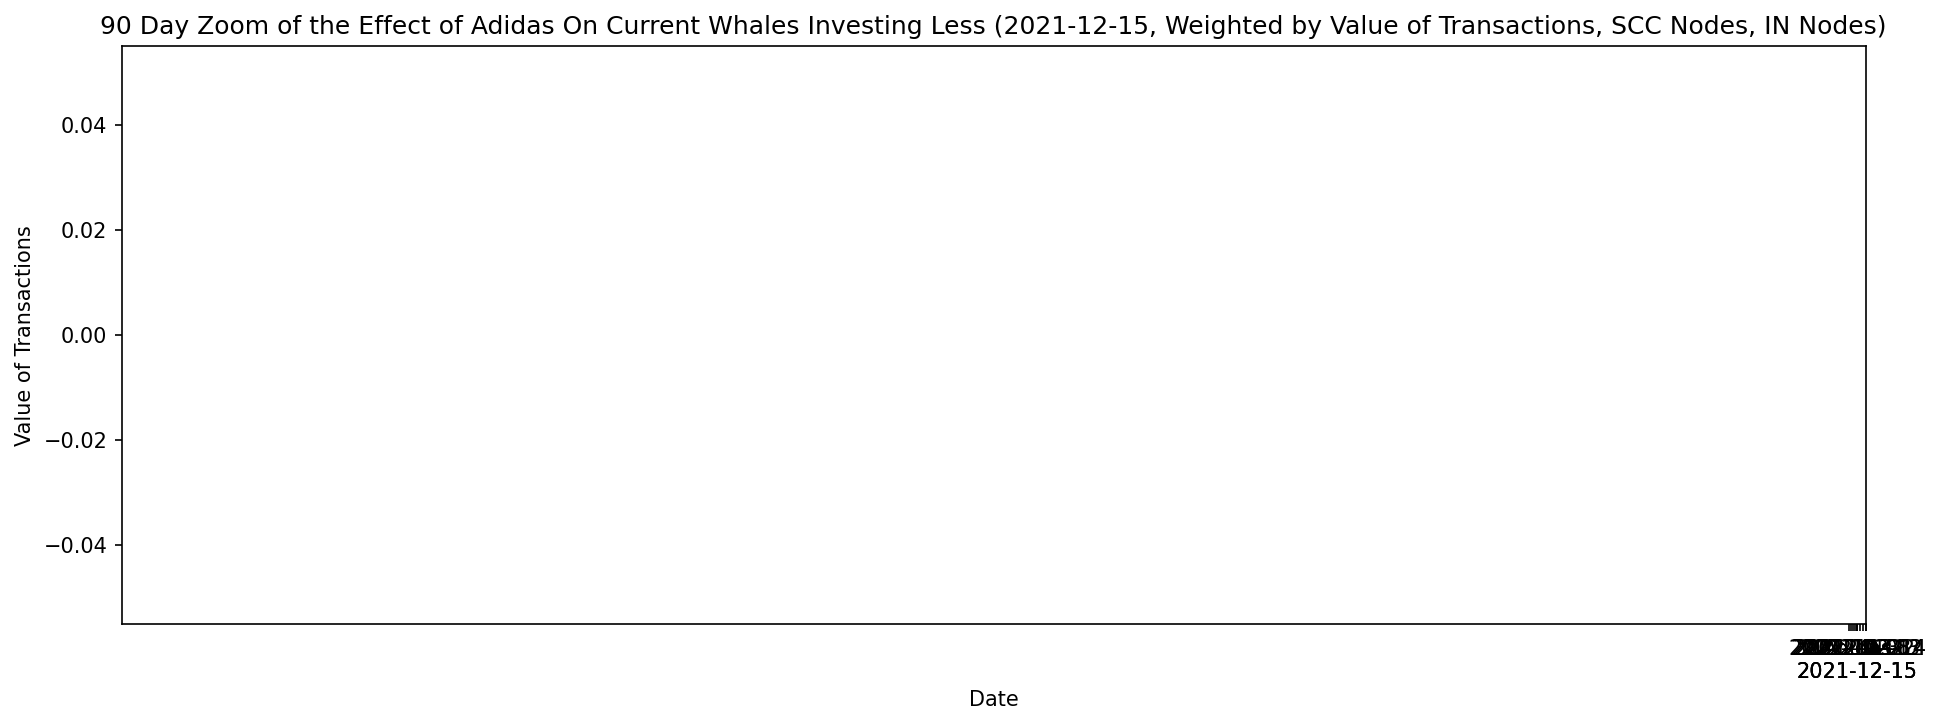 90 Day Zoom of the Effect of Adidas On Current Whales Investing Less (2021-12-15, Weighted by Value of Transactions, SCC Nodes, IN Nodes)
0.04
0.02
0.00
−0.02
−0.04
Value of Transactions
2021-12-15
Date